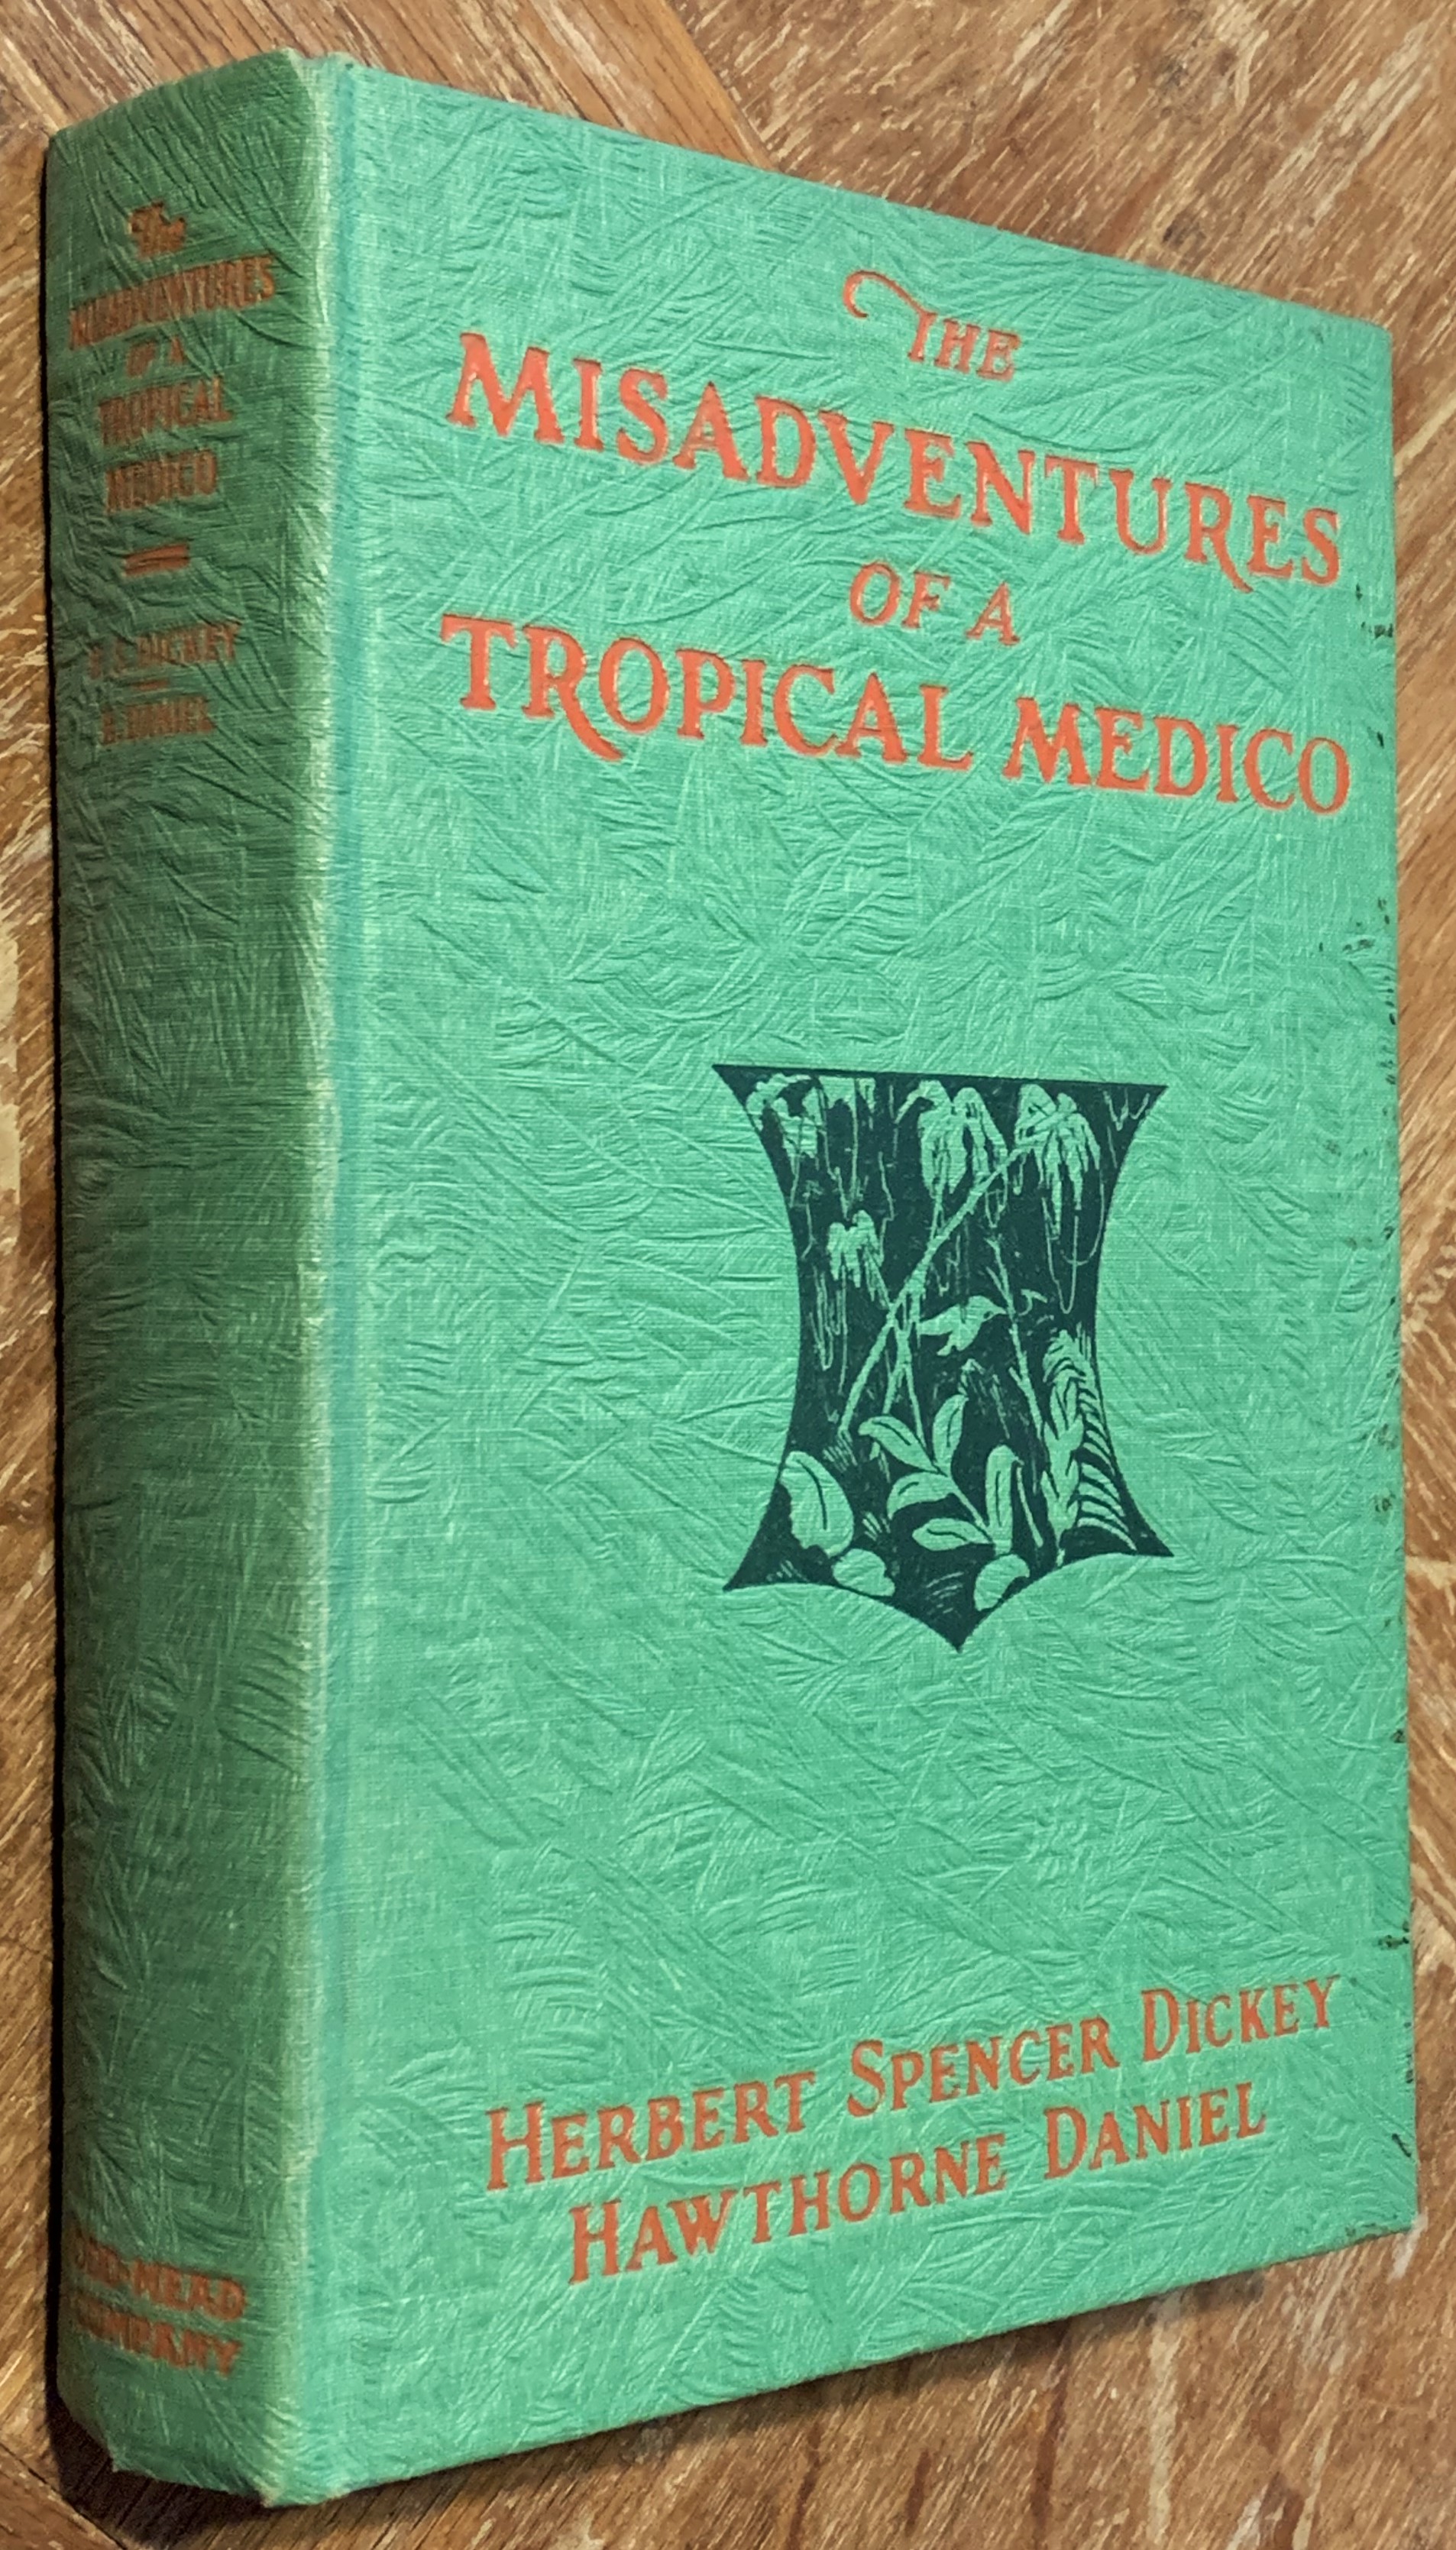 The
MISADVENTURES
OF A
TROPICAL
MEDICO
DICKEY
H. DANIEL
MEAD
COMPANY
THE
MISADVENTURES
OF A
TROPICAL MEDICO
HERBERT SPENCER DICKEY
HAWTHORNE DANIEL